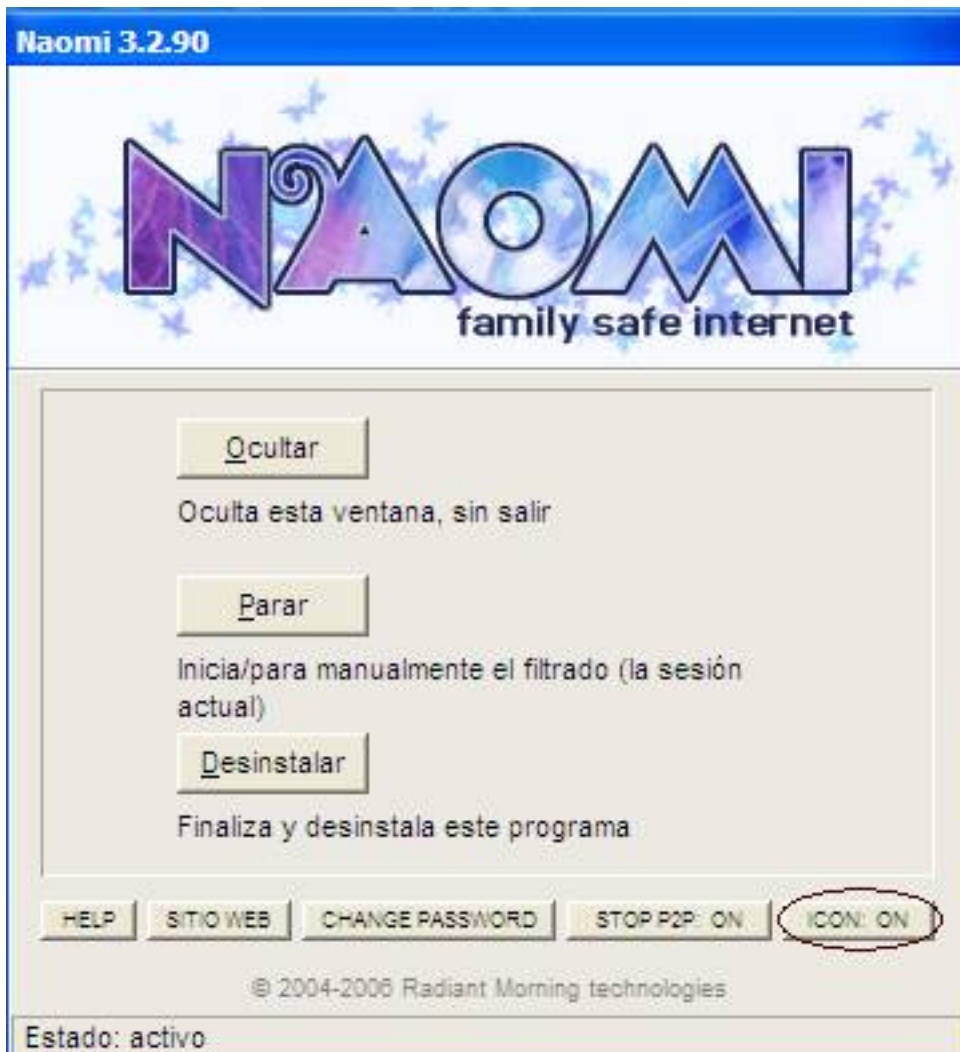 Naomi 3.2.90
NAOMI
family safe internet
Ocultar
Oculta esta ventana, sin salir
Parar
Inicia/para manualmente el filtrado (la sesión
actual)
Desinstalar
Finaliza y desinstala este programa
HELP SITIO WEB CHANGE PASSWORD STOP P2P: ON ICON: ON
© 2004-2006 Radiant Morning technologies
Estado: activo